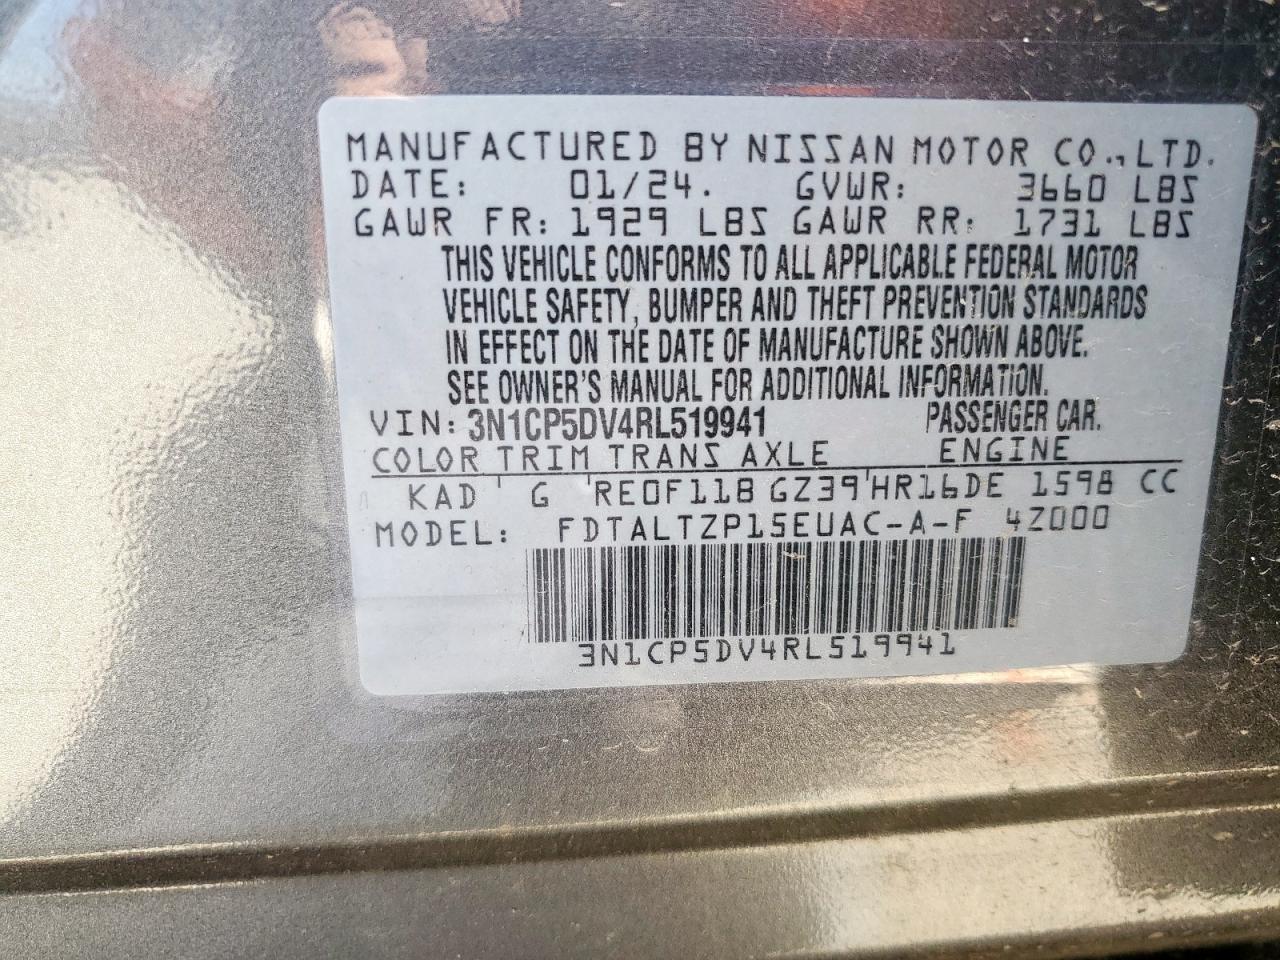 MANUFACTURED BY NISSAN MOTOR CO., LTD.
DATE: 01/24. GVWR: 3660 LBS
GAWR FR: 1929 LBS GAWR RR: 1731 LBS
THIS VEHICLE CONFORMS TO ALL APPLICABLE FEDERAL MOTOR
VEHICLE SAFETY, BUMPER AND THEFT PREVENTION STANDARDS
IN EFFECT ON THE DATE OF MANUFACTURE SHOWN ABOVE.
SEE OWNER'S MANUAL FOR ADDITIONAL INFORMATION.
VIN: 3N1CP5DV4RL519941 PASSENGER CAR.
COLOR TRIM TRANS AXLE ENGINE
KAD ' G 'RE0F11B GZ39'HR16DE 1598 CC
MODEL: FDTALTZP15EUAC-A-F 4Z000
3N1CP5DV4RL519941